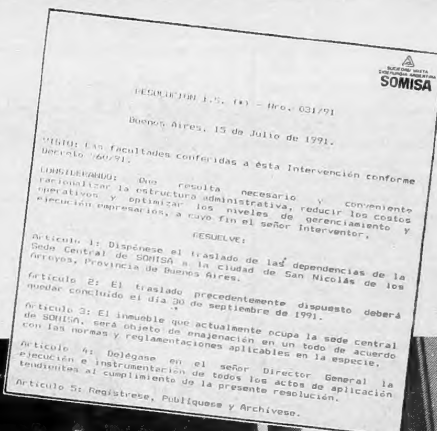 SOCIEDAD MIXTA
SIDERURGIA ARGENTINA
SOMISA
RESOLUCION I.S. (*) - Nro. 031/91
Buenos Aires, 15 de Julio de 1991.
VISTO: Las facultades conferidas a ésta Intervención conforme
Decreto
CONSIDERANDO: Que resulta necesario y conveniente
racionalizar la estructura administrativa, reducir los costos
operativos y optimizar los niveles de gerenciamiento y
ejecución empresarios, a cuyo fin el señor Interventor,
RESUELVE:
Artículo 1: Dispónese el traslado de las dependencias de la
Sede Central de SOMISA a la ciudad de San Nicolás de los
Arroyos, Provincia de Buenos Aires.
Artículo 2: El traslado precedentemente dispuesto deberá
quedar concluído el día 30 de septiembre de 1991.
Artículo 3: El inmueble que actualmente ocupa la sede central
de SOMISA, será objeto de enajenación en un todo de acuerdo
con las normas y reglamentaciones aplicables en la especie.
Artículo 4: Delégase en el señor Director General la
ejecución e instrumentación de todos los actos de aplicación
tendientes al cumplimiento de la presente resolución.
Artículo 5: Regístrese, Publíquese y Archívese.